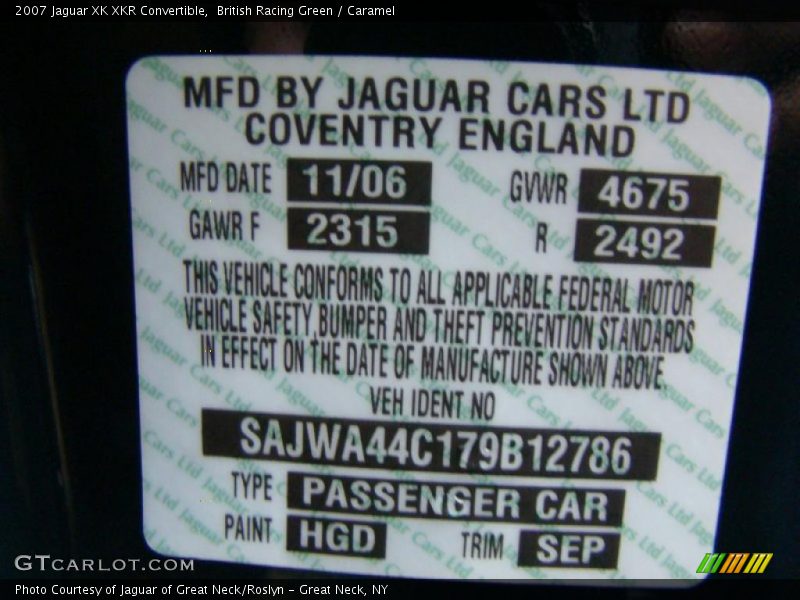 2007 Jaguar XK XKR Convertible,  British Racing Green / Caramel
MFD BY JAGUAR CARS LTD
COVENTRY ENGLAND
MFD DATE 11/06 GVWR 4675
GAWR F 2315 R 2492
THIS VEHICLE CONFORMS TO ALL APPLICABLE FEDERAL MOTOR
VEHICLE SAFETY, BUMPER AND THEFT PREVENTION STANDARDS
IN EFFECT ON THE DATE OF MANUFACTURE SHOWN ABOVE.
VEH IDENT NO
SAJWA44C179B12786
TYPE PASSENGER CAR
PAINT HGD TRIM SEP
GTCARLOT.COM
Photo Courtesy of Jaguar of Great Neck/Roslyn - Great Neck, NY